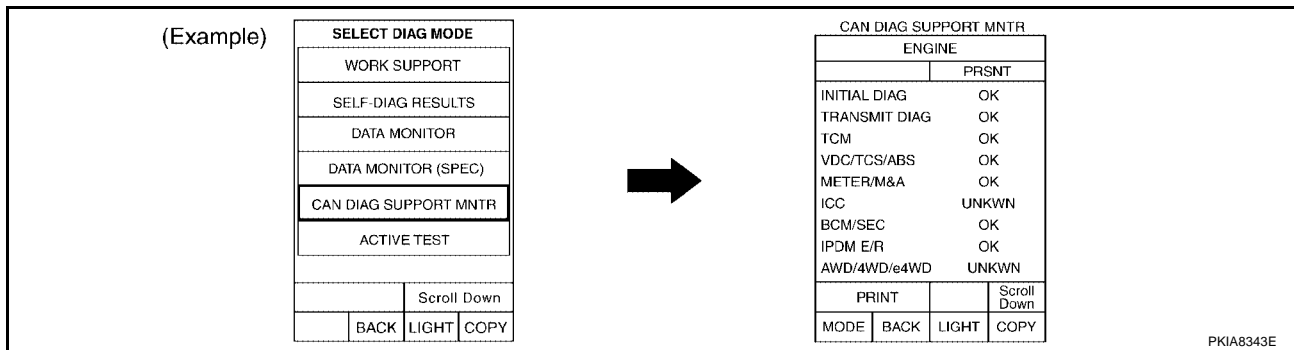 (Example)
SELECT DIAG MODE
WORK SUPPORT
SELF-DIAG RESULTS
DATA MONITOR
DATA MONITOR (SPEC)
CAN DIAG SUPPORT MNTR
ACTIVE TEST
Scroll Down
BACK LIGHT COPY
CAN DIAG SUPPORT MNTR
ENGINE
PRSNT
INITIAL DIAG OK
TRANSMIT DIAG OK
TCM OK
VDC/TCS/ABS OK
METER/M&A OK
ICC UNKWN
BCM/SEC OK
IPDM E/R OK
AWD/4WD/e4WD UNKWN
PRINT Scroll
Down
MODE BACK LIGHT COPY
PKIA8343E